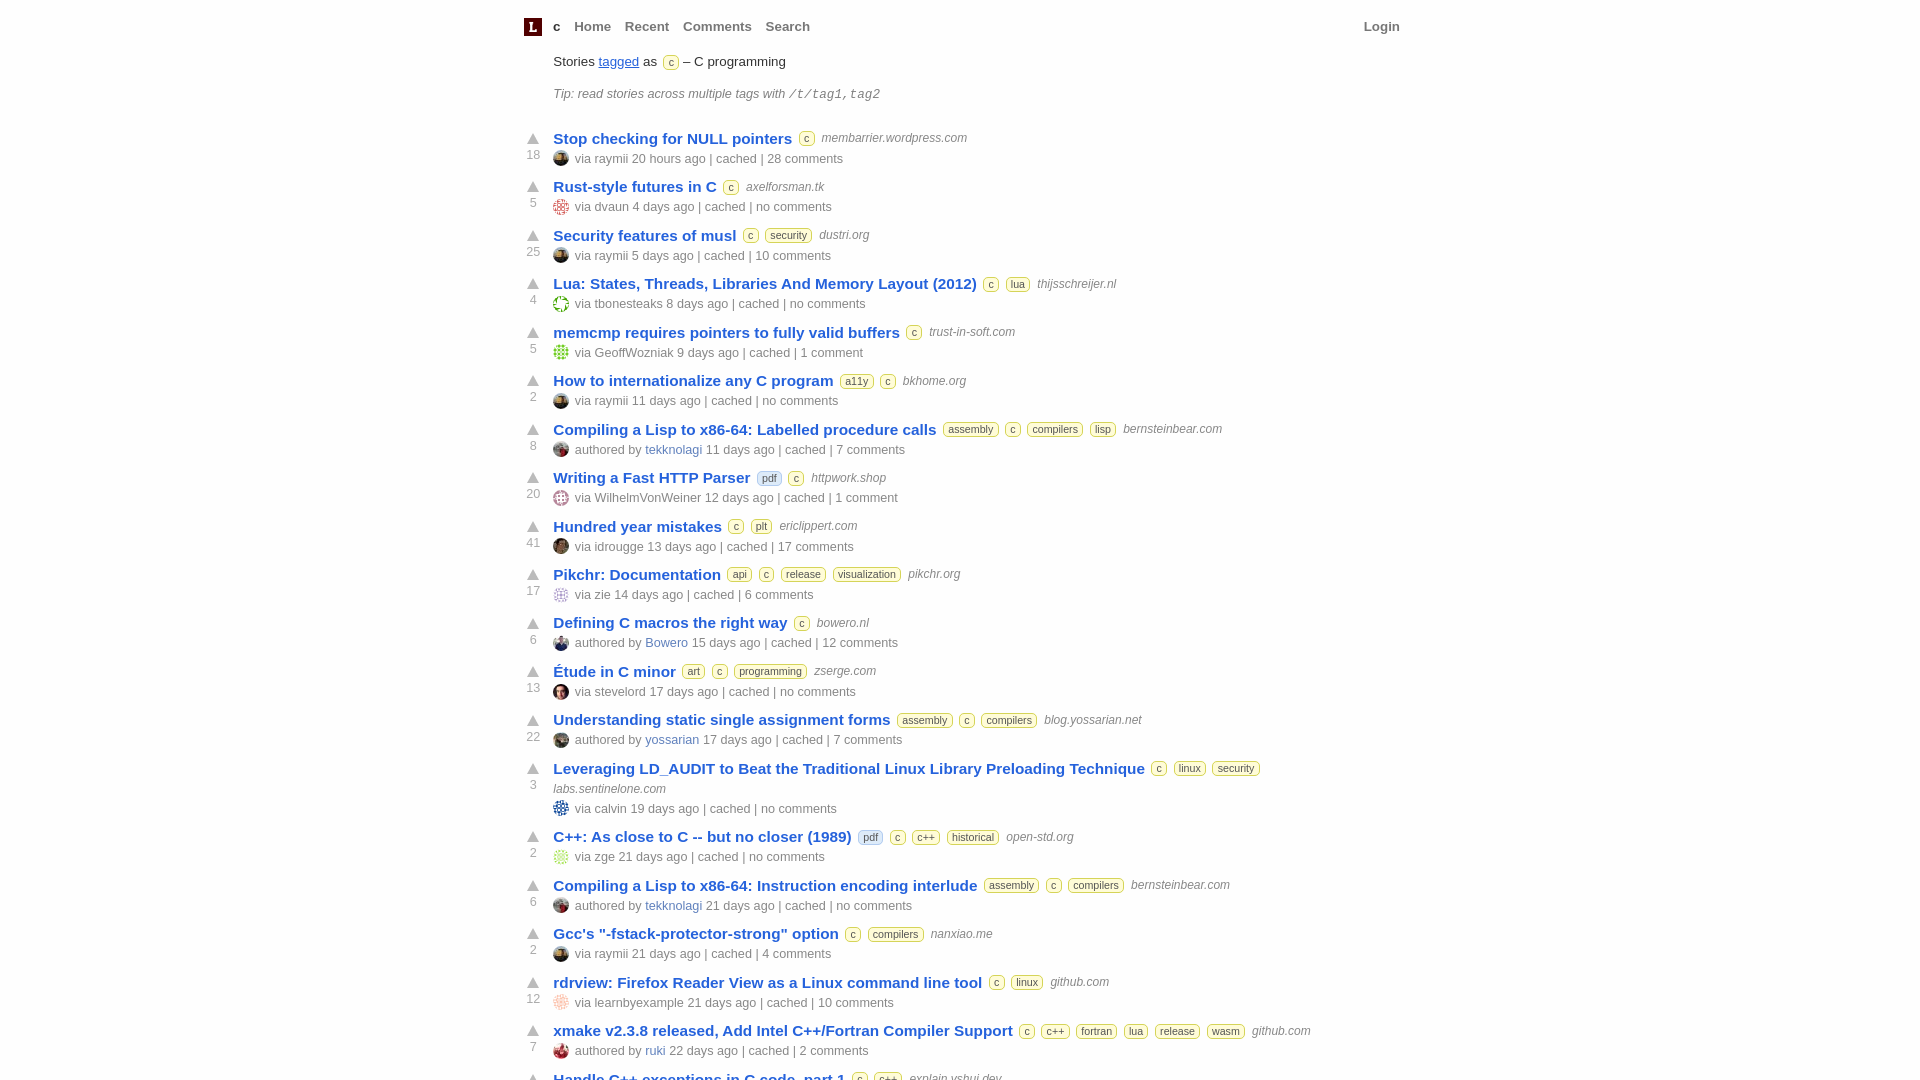 L c Home Recent Comments Search Login
Stories tagged as c – C programming
Tip: read stories across multiple tags with /t/tag1,tag2
Stop checking for NULL pointers c membarrier.wordpress.com
18 via raymii 20 hours ago | cached | 28 comments
Rust-style futures in C c axelforsman.tk
5 via dvaun 4 days ago | cached | no comments
Security features of musl c security dustri.org
25 via raymii 5 days ago | cached | 10 comments
Lua: States, Threads, Libraries And Memory Layout (2012) c lua thijsschreijer.nl
4 via tbonesteaks 8 days ago | cached | no comments
memcmp requires pointers to fully valid buffers c trust-in-soft.com
5 via GeoffWozniak 9 days ago | cached | 1 comment
How to internationalize any C program a11y c bkhome.org
2 via raymii 11 days ago | cached | no comments
Compiling a Lisp to x86-64: Labelled procedure calls assembly c compilers lisp bernsteinbear.com
8 authored by tekknolagi 11 days ago | cached | 7 comments
Writing a Fast HTTP Parser pdf c httpwork.shop
20 via WilhelmVonWeiner 12 days ago | cached | 1 comment
Hundred year mistakes c plt ericlippert.com
41 via idrougge 13 days ago | cached | 17 comments
Pikchr: Documentation api c release visualization pikchr.org
17 via zie 14 days ago | cached | 6 comments
Defining C macros the right way c bowero.nl
6 authored by Bowero 15 days ago | cached | 12 comments
Étude in C minor art c programming zserge.com
13 via stevelord 17 days ago | cached | no comments
Understanding static single assignment forms assembly c compilers blog.yossarian.net
22 authored by yossarian 17 days ago | cached | 7 comments
Leveraging LD_AUDIT to Beat the Traditional Linux Library Preloading Technique c linux security
labs.sentinelone.com
3 via calvin 19 days ago | cached | no comments
C++: As close to C -- but no closer (1989) pdf c c++ historical open-std.org
2 via zge 21 days ago | cached | no comments
Compiling a Lisp to x86-64: Instruction encoding interlude assembly c compilers bernsteinbear.com
6 authored by tekknolagi 21 days ago | cached | no comments
Gcc's "-fstack-protector-strong" option c compilers nanxiao.me
2 via raymii 21 days ago | cached | 4 comments
rdrview: Firefox Reader View as a Linux command line tool c linux github.com
12 via learnbyexample 21 days ago | cached | 10 comments
xmake v2.3.8 released, Add Intel C++/Fortran Compiler Support c c++ fortran lua release wasm github.com
7 authored by ruki 22 days ago | cached | 2 comments
Handle C++ exceptions in C code, part 1 c c++ explain.yshui.dev